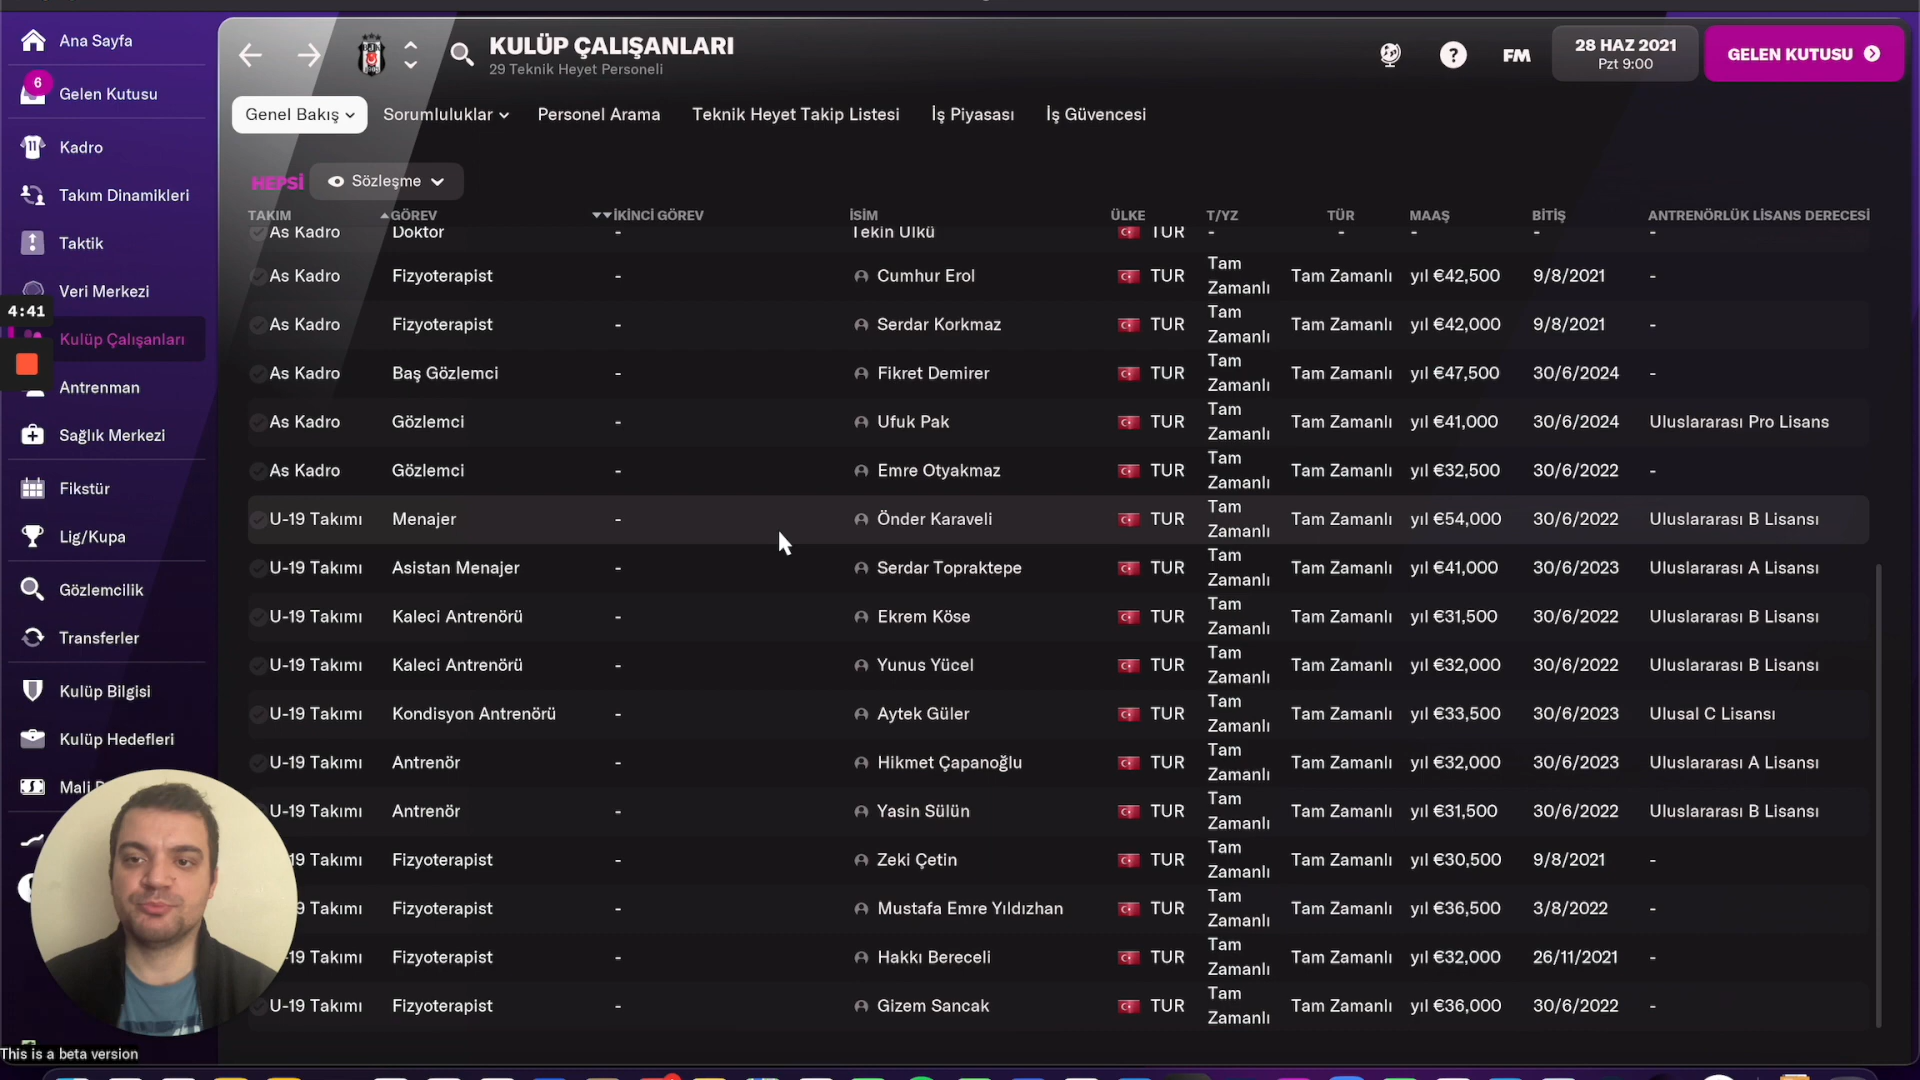 Ana Sayfa
6
Gelen Kutusu
Kadro
Takım Dinamikleri
Taktik
Veri Merkezi
4:41
Kulüp Çalışanları
Antrenman
Sağlık Merkezi
Fikstür
Lig/Kupa
Gözlemcilik
Transferler
Kulüp Bilgisi
Kulüp Hedefleri
Mali
This is a beta version
KULÜP ÇALIŞANLARI
29 Teknik Heyet Personeli
?
FM
28 HAZ 2021
Pzt 9:00
GELEN KUTUSU
Genel Bakış
Sorumluluklar
Personel Arama
Teknik Heyet Takip Listesi
İş Piyasası
İş Güvencesi
HEPSİ
Sözleşme
TAKIM GÖREV İKİNCİ GÖREV İSİM ÜLKE T/YZ TÜR MAAŞ BİTİŞ ANTRENÖRLÜK LİSANS DERECESİ
As Kadro Doktor - Tekin Ülkü TUR - - - - -
As Kadro Fizyoterapist - Cumhur Erol TUR Tam Zamanlı Tam Zamanlı yıl €42,500 9/8/2021 -
As Kadro Fizyoterapist - Serdar Korkmaz TUR Tam Zamanlı Tam Zamanlı yıl €42,000 9/8/2021 -
As Kadro Baş Gözlemci - Fikret Demirer TUR Tam Zamanlı Tam Zamanlı yıl €47,500 30/6/2024 -
As Kadro Gözlemci - Ufuk Pak TUR Tam Zamanlı Tam Zamanlı yıl €41,000 30/6/2024 Uluslararası Pro Lisans
As Kadro Gözlemci - Emre Otyakmaz TUR Tam Zamanlı Tam Zamanlı yıl €32,500 30/6/2022 -
U-19 Takımı Menajer - Önder Karaveli TUR Tam Zamanlı Tam Zamanlı yıl €54,000 30/6/2022 Uluslararası B Lisansı
U-19 Takımı Asistan Menajer - Serdar Topraktepe TUR Tam Zamanlı Tam Zamanlı yıl €41,000 30/6/2023 Uluslararası A Lisansı
U-19 Takımı Kaleci Antrenörü - Ekrem Köse TUR Tam Zamanlı Tam Zamanlı yıl €31,500 30/6/2022 Uluslararası B Lisansı
U-19 Takımı Kaleci Antrenörü - Yunus Yücel TUR Tam Zamanlı Tam Zamanlı yıl €32,000 30/6/2022 Uluslararası B Lisansı
U-19 Takımı Kondisyon Antrenörü - Aytek Güler TUR Tam Zamanlı Tam Zamanlı yıl €33,500 30/6/2023 Ulusal C Lisansı
U-19 Takımı Antrenör - Hikmet Çapanoğlu TUR Tam Zamanlı Tam Zamanlı yıl €32,000 30/6/2023 Uluslararası A Lisansı
U-19 Takımı Antrenör - Yasin Sülün TUR Tam Zamanlı Tam Zamanlı yıl €31,500 30/6/2022 Uluslararası B Lisansı
19 Takımı Fizyoterapist - Zeki Çetin TUR Tam Zamanlı Tam Zamanlı yıl €30,500 9/8/2021 -
9 Takımı Fizyoterapist - Mustafa Emre Yıldızhan TUR Tam Zamanlı Tam Zamanlı yıl €36,500 3/8/2022 -
19 Takımı Fizyoterapist - Hakkı Bereceli TUR Tam Zamanlı Tam Zamanlı yıl €32,000 26/11/2021 -
U-19 Takımı Fizyoterapist - Gizem Sancak TUR Tam Zamanlı Tam Zamanlı yıl €36,000 30/6/2022 -